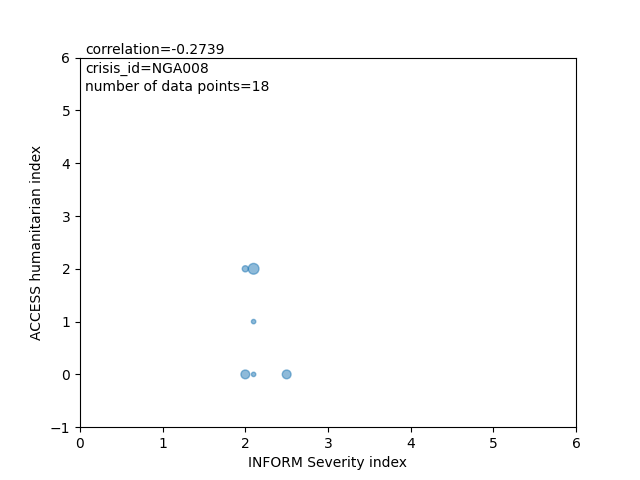 correlation=-0.2739
crisis_id=NGA008
number of data points=18
6
5
4
3
2
1
0
−1
ACCESS humanitarian index
0 1 2 3 4 5 6
INFORM Severity index